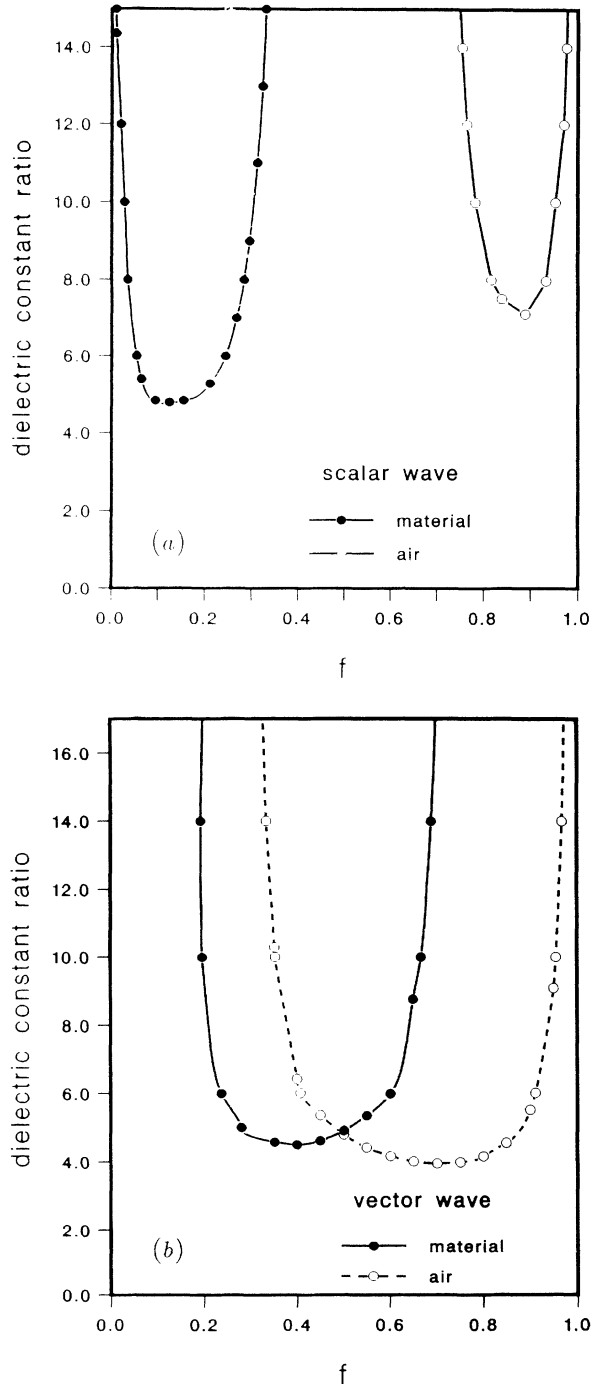 dielectric constant ratio
14.0
12.0
10.0
8.0
6.0
4.0
2.0
0.0
scalar wave
material
air
(a)
0.0 0.2 0.4 0.6 0.8 1.0
f
dielectric constant ratio
16.0
14.0
12.0
10.0
8.0
6.0
4.0
2.0
0.0
vector wave
material
air
(b)
0.0 0.2 0.4 0.6 0.8 1.0
f